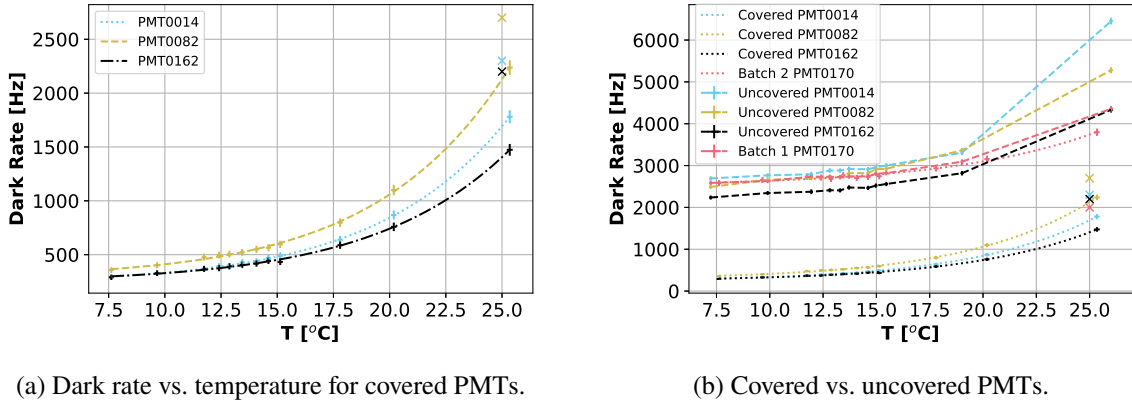 PMT0014
PMT0082
PMT0162
2500
2000
1500
1000
500
Dark Rate [Hz]
7.5 10.0 12.5 15.0 17.5 20.0 22.5 25.0
T [°C]
(a) Dark rate vs. temperature for covered PMTs.
Covered PMT0014
Covered PMT0082
Covered PMT0162
Batch 2 PMT0170
Uncovered PMT0014
Uncovered PMT0082
Uncovered PMT0162
Batch 1 PMT0170
6000
5000
4000
3000
2000
1000
0
Dark Rate [Hz]
7.5 10.0 12.5 15.0 17.5 20.0 22.5 25.0
T [°C]
(b) Covered vs. uncovered PMTs.